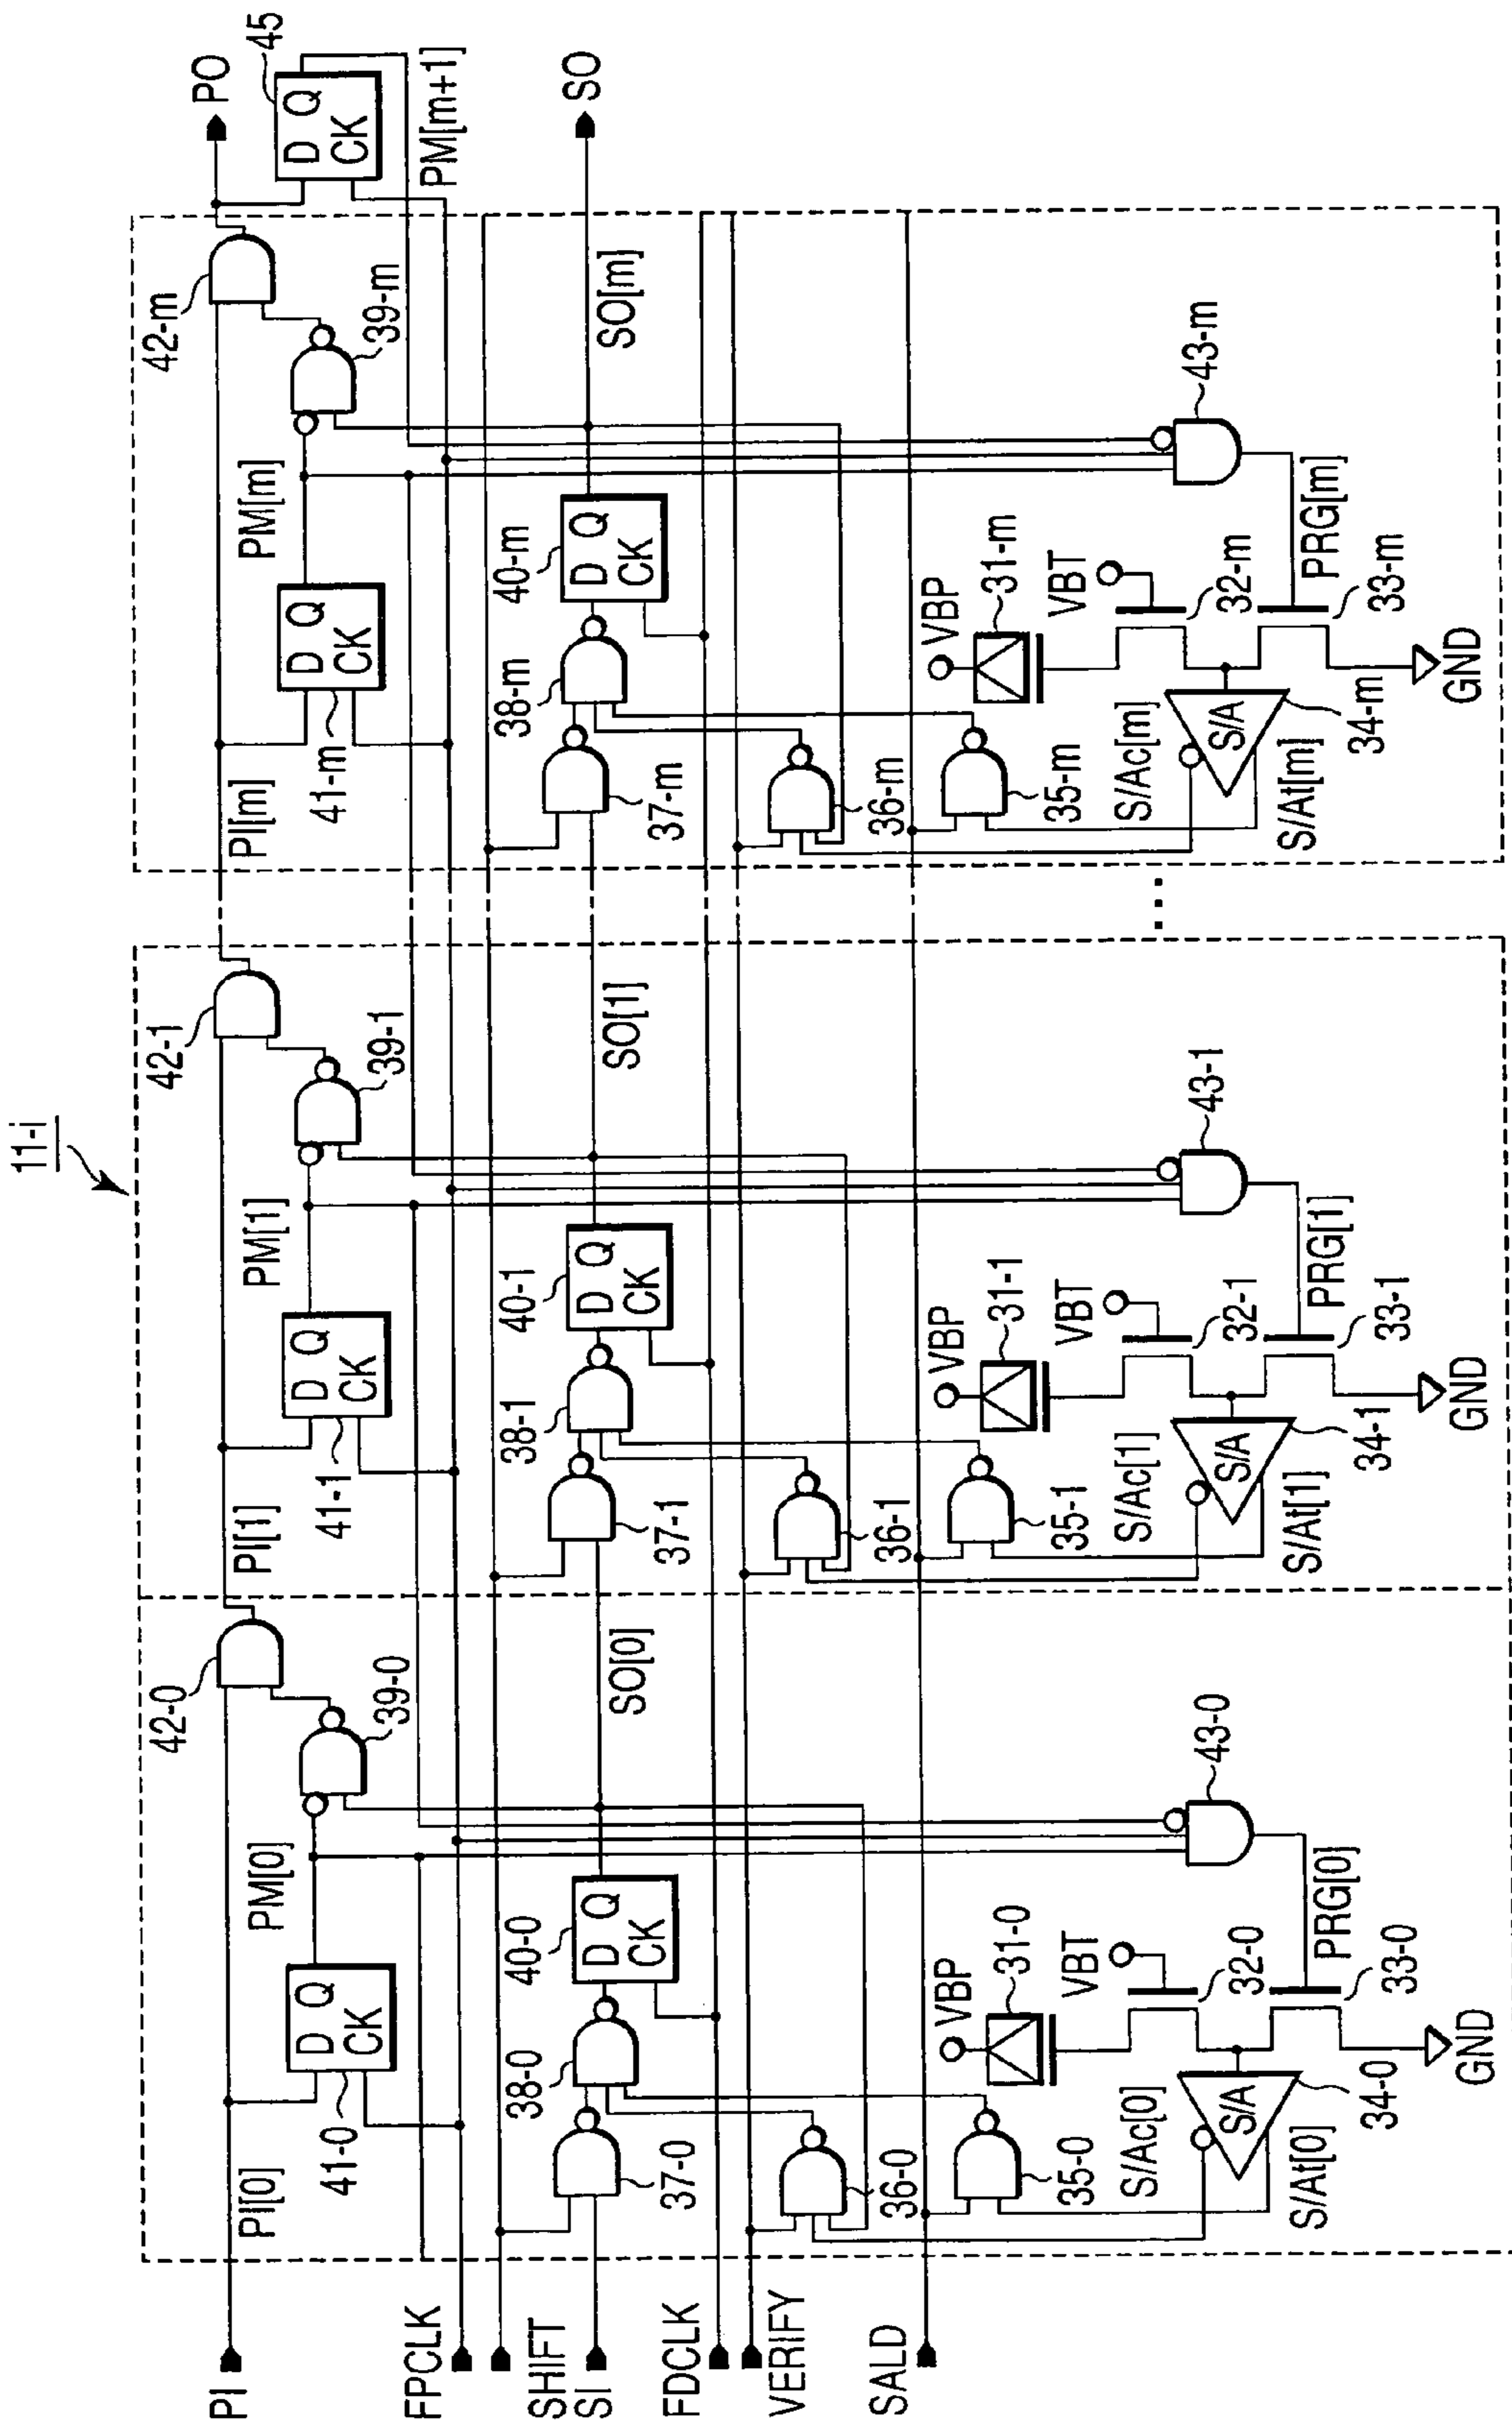 11-i
PI
FPCLK
SHIFT
SI
FDCLK
VERIFY
SALD
PI[0]
41-0
D Q
CK
PM[0]
39-0
42-0
37-0
38-0
40-0
D Q
CK
SO[0]
36-0
35-0
S/Ac[0]
S/A
S/At[0]
34-0
VBP
31-0
VBT
32-0
PRG[0]
33-0
GND
43-0
PI[1]
41-1
D Q
CK
PM[1]
39-1
42-1
37-1
38-1
40-1
D Q
CK
SO[1]
36-1
35-1
S/Ac[1]
S/A
S/At[1]
34-1
VBP
31-1
VBT
32-1
PRG[1]
33-1
GND
43-1
...
PI[m]
41-m
D Q
CK
PM[m]
39-m
42-m
37-m
38-m
40-m
D Q
CK
SO[m]
36-m
35-m
S/Ac[m]
S/A
S/At[m]
34-m
VBP
31-m
VBT
32-m
PRG[m]
33-m
GND
43-m
PO
45
D Q
CK
PM[m+1]
SO